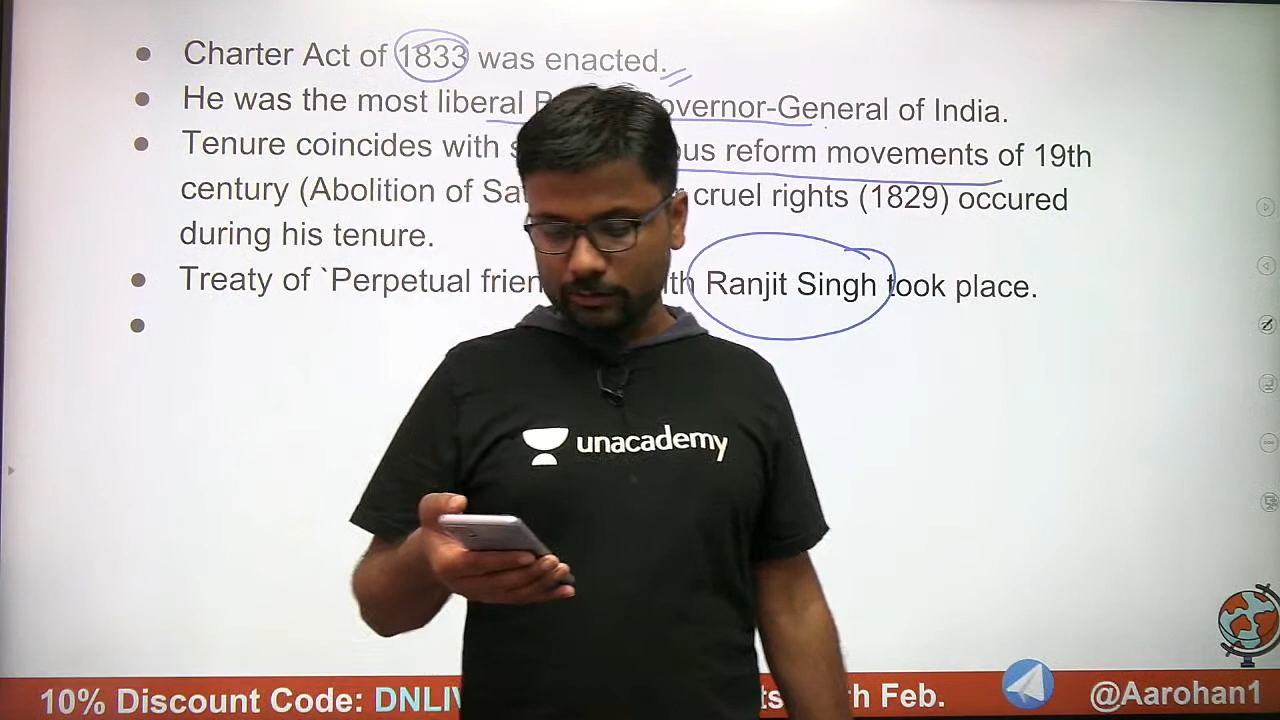 Charter Act of 1833 was enacted.
He was the most liberal B overnor-General of India.
Tenure coincides with s ous reform movements of 19th
century (Abolition of Sa cruel rights (1829) occured
during his tenure.
Treaty of `Perpetual frien th Ranjit Singh took place.
unacademy
10% Discount Code: DNLIV ts h Feb.
@Aarohan1